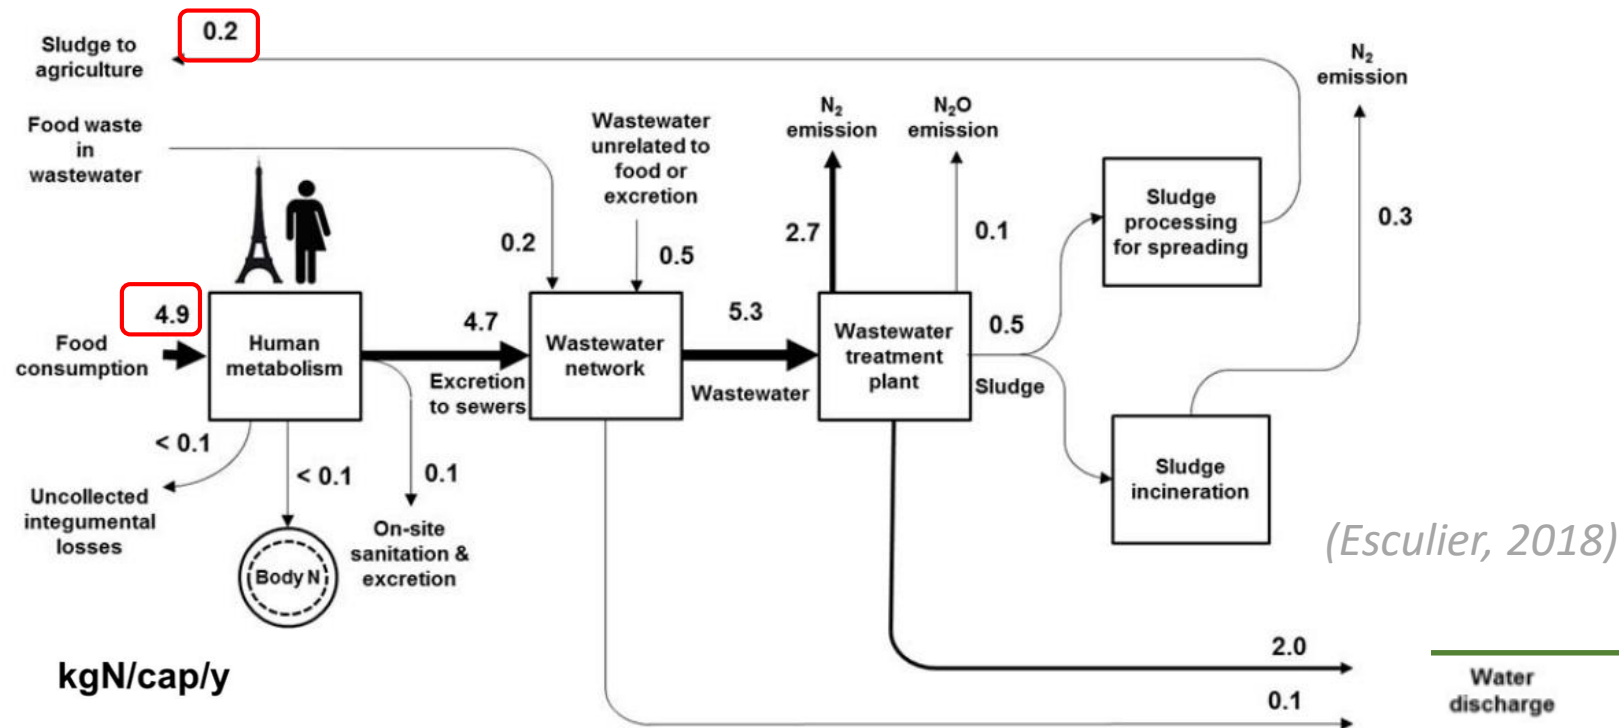 0.2
Sludge to
agriculture
N₂
emission
Food waste
in
wastewater
Wastewater
unrelated to
food or
excretion
N₂
emission
N₂O
emission
Sludge
processing
for spreading
0.2
0.5
2.7
0.1
0.3
4.9
Food
consumption
Human
metabolism
4.7
Excretion
to sewers
Wastewater
network
5.3
Wastewater
Wastewater
treatment
plant
0.5
Sludge
Sludge
incineration
< 0.1
Uncollected
integumental
losses
< 0.1
Body N
0.1
On-site
sanitation &
excretion
(Esculier, 2018)
2.0
0.1
Water
discharge
kgN/cap/y